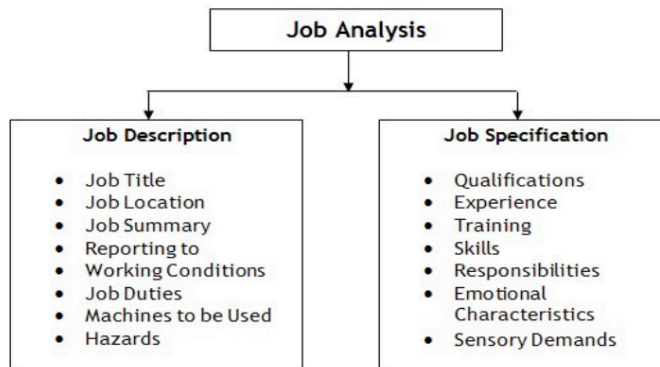 Job Analysis
Job Description
• Job Title
• Job Location
• Job Summary
• Reporting to
• Working Conditions
• Job Duties
• Machines to be Used
• Hazards
Job Specification
• Qualifications
• Experience
• Training
• Skills
• Responsibilities
• Emotional
Characteristics
• Sensory Demands